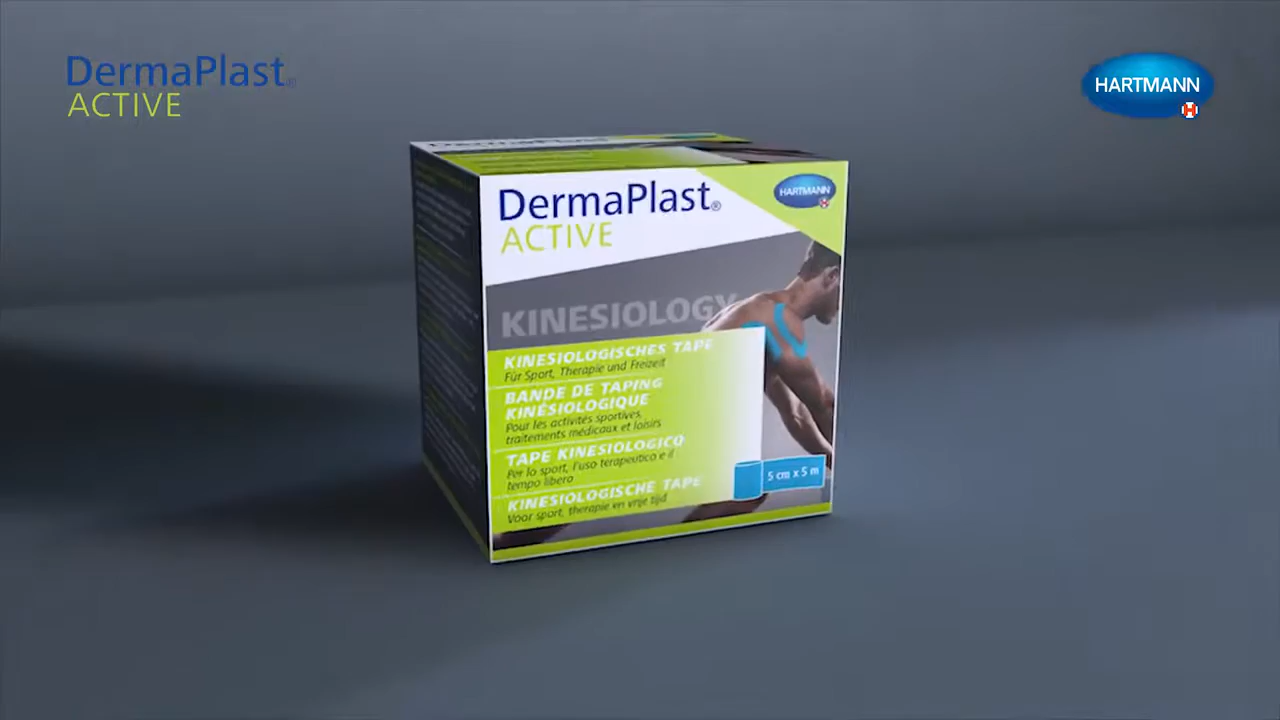 DermaPlast®
ACTIVE
HARTMANN
DermaPlast®
ACTIVE
HARTMANN
KINESIOLOGY
KINESIOLOGISCHES TAPE
Für Sport, Therapie und Freizeit
BANDE DE TAPING
KINÉSIOLOGIQUE
Pour les activités sportives,
traitements médicaux et loisirs
TAPE KINESIOLOGICO
Per lo sport, l'uso terapeutico e il
tempo libero
KINESIOLOGISCHE TAPE
Voor sport, therapie en vrije tijd
5 cm x 5 m